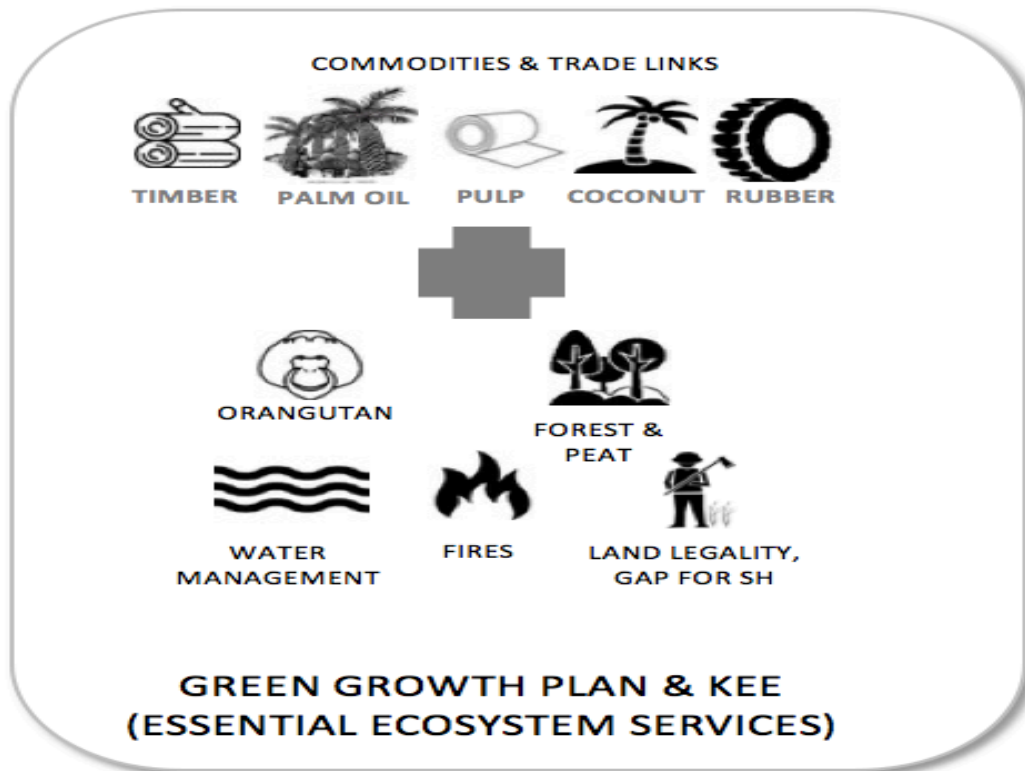 COMMODITIES & TRADE LINKS
TIMBER
PALM OIL
PULP
COCONUT
RUBBER
ORANGUTAN
FOREST &
PEAT
WATER
MANAGEMENT
FIRES
LAND LEGALITY,
GAP FOR SH
GREEN GROWTH PLAN & KEE
(ESSENTIAL ECOSYSTEM SERVICES)